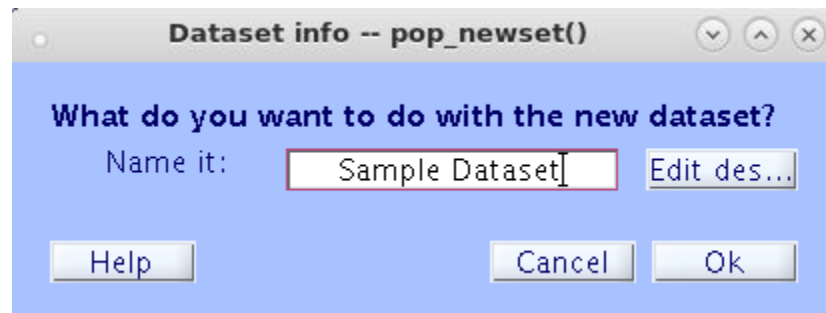 Dataset info -- pop_newset()
What do you want to do with the new dataset?
Name it: Sample Dataset Edit des...
Help Cancel Ok